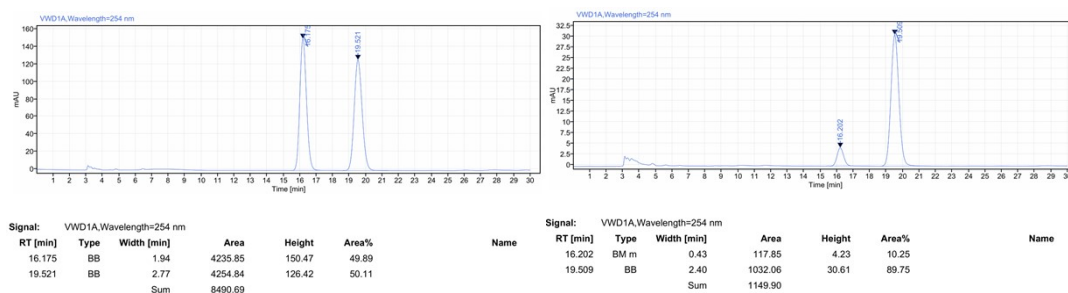 VWD1A,Wavelength=254 nm
160
140
120
100
80
60
40
20
0
mAU
16.175
19.521
1 2 3 4 5 6 7 8 9 10 11 12 13 14 15 16 17 18 19 20 21 22 23 24 25 26 27 28 29 30
Time [min]
Signal: VWD1A,Wavelength=254 nm
RT [min] Type Width [min] Area Height Area% Name
16.175 BB 1.94 4235.85 150.47 49.89
19.521 BB 2.77 4254.84 126.42 50.11
Sum 8490.69
VWD1A,Wavelength=254 nm
32.5
30
27.5
25
22.5
20
17.5
15
12.5
10
7.5
5
2.5
0
mAU
16.202
19.509
1 2 3 4 5 6 7 8 9 10 11 12 13 14 15 16 17 18 19 20 21 22 23 24 25 26 27 28 29 30
Time [min]
Signal: VWD1A,Wavelength=254 nm
RT [min] Type Width [min] Area Height Area% Name
16.202 BM m 0.43 117.85 4.23 10.25
19.509 BB 2.40 1032.06 30.61 89.75
Sum 1149.90